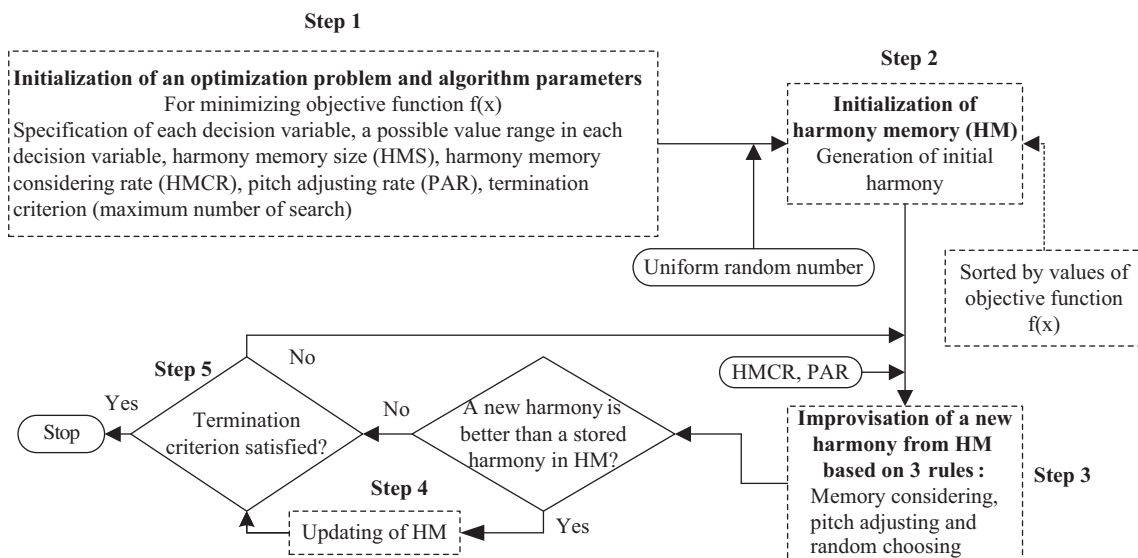 Step 1
Initialization of an optimization problem and algorithm parameters
For minimizing objective function f(x)
Specification of each decision variable, a possible value range in each
decision variable, harmony memory size (HMS), harmony memory
considering rate (HMCR), pitch adjusting rate (PAR), termination
criterion (maximum number of search)
Step 2
Initialization of
harmony memory (HM)
Generation of initial
harmony
Uniform random number
Sorted by values of
objective function
f(x)
HMCR, PAR
Improvisation of a new
harmony from HM
based on 3 rules :
Memory considering,
pitch adjusting and
random choosing
Step 3
A new harmony is
better than a stored
harmony in HM?
No
Yes
Step 4
Updating of HM
Step 5
Termination
criterion satisfied?
No
Yes
Stop